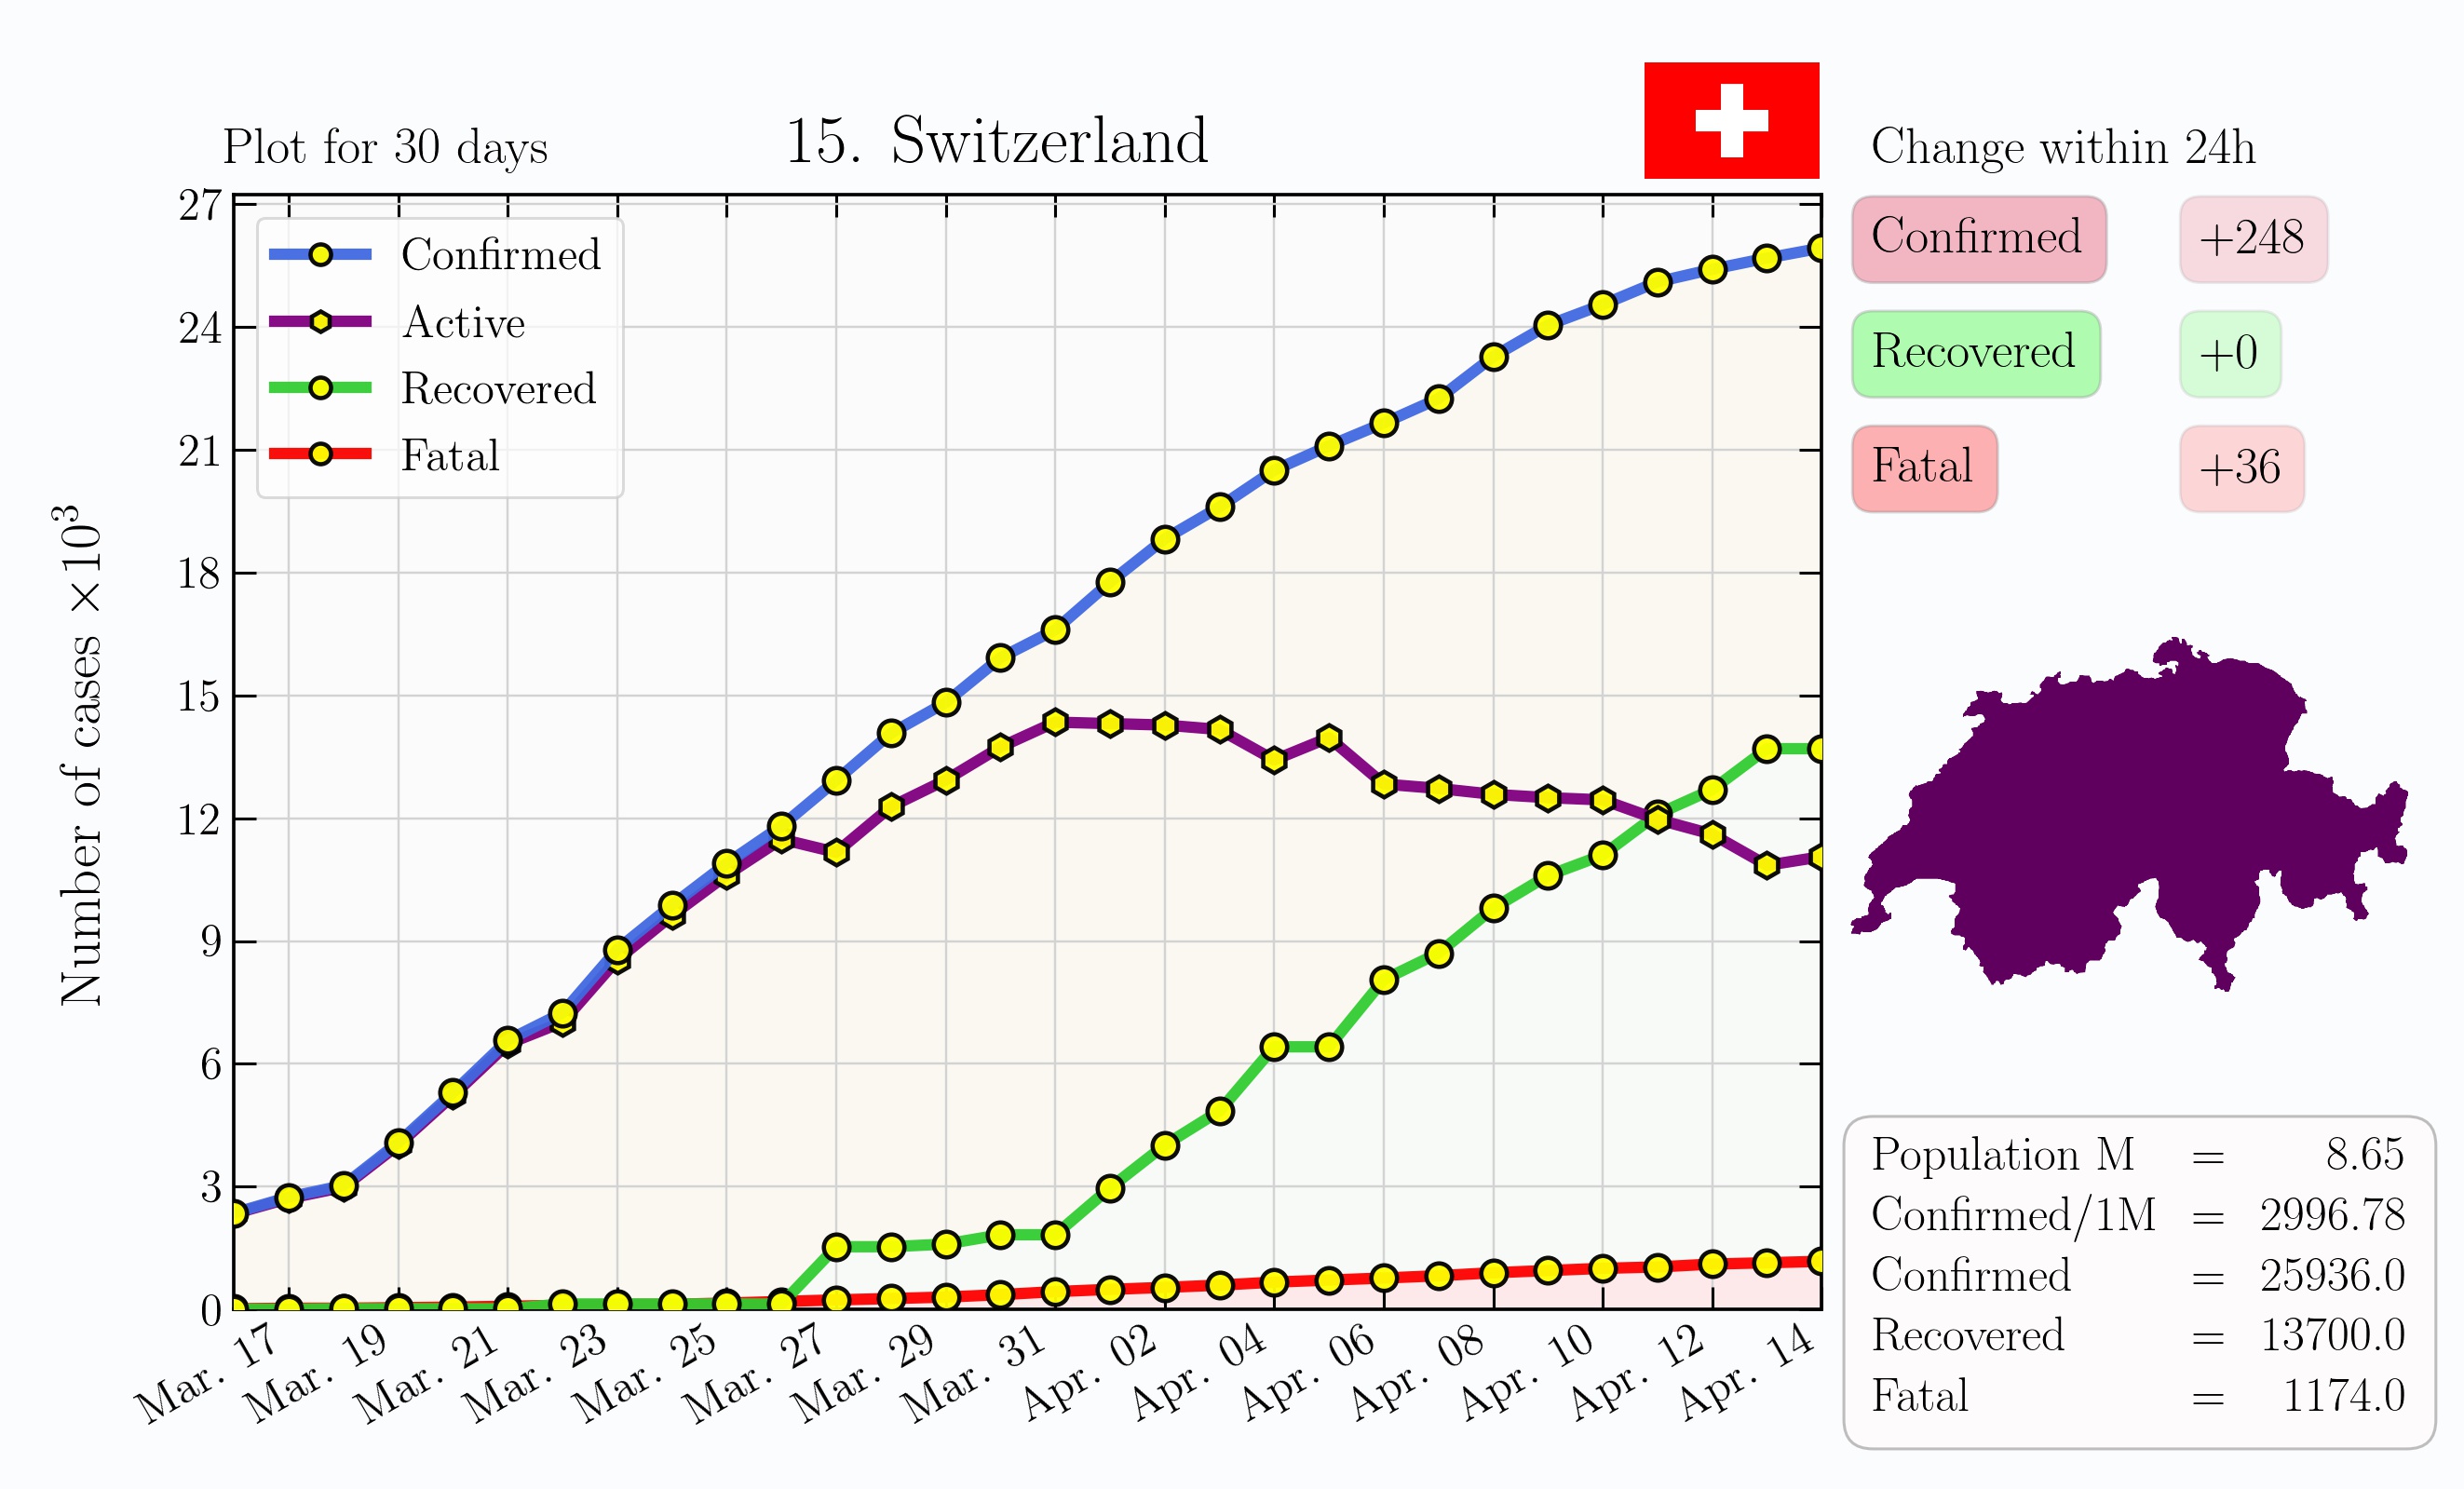 Plot for 30 days
15. Switzerland
Change within 24h
Confirmed +248
Recovered +0
Fatal +36
Confirmed
Active
Recovered
Fatal
Number of cases ×10³
27
24
21
18
15
12
9
6
3
0
Mar. 17
Mar. 19
Mar. 21
Mar. 23
Mar. 25
Mar. 27
Mar. 29
Mar. 31
Apr. 02
Apr. 04
Apr. 06
Apr. 08
Apr. 10
Apr. 12
Apr. 14
Population M = 8.65
Confirmed/1M = 2996.78
Confirmed = 25936.0
Recovered = 13700.0
Fatal = 1174.0